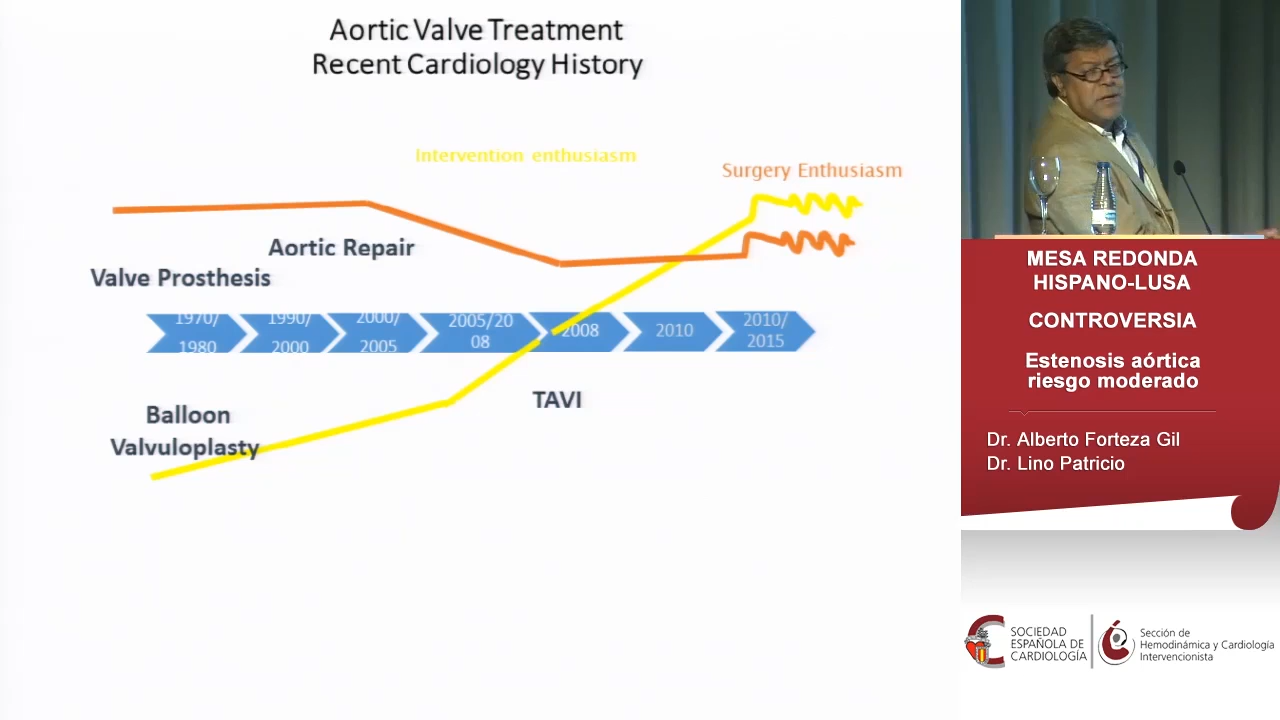 Aortic Valve Treatment
Recent Cardiology History
Intervention enthusiasm
Surgery Enthusiasm
Aortic Repair
Valve Prosthesis
1970/
1980
1990/
2000
2000/
2005
2005/20
08
2008
2010
2010/
2015
TAVI
Balloon
Valvuloplasty
MESA REDONDA
HISPANO-LUSA
CONTROVERSIA
Estenosis aórtica
riesgo moderado
Dr. Alberto Forteza Gil
Dr. Lino Patricio
SOCIEDAD
ESPAÑOLA DE
CARDIOLOGÍA
Sección de
Hemodinámica y Cardiología
Intervencionista